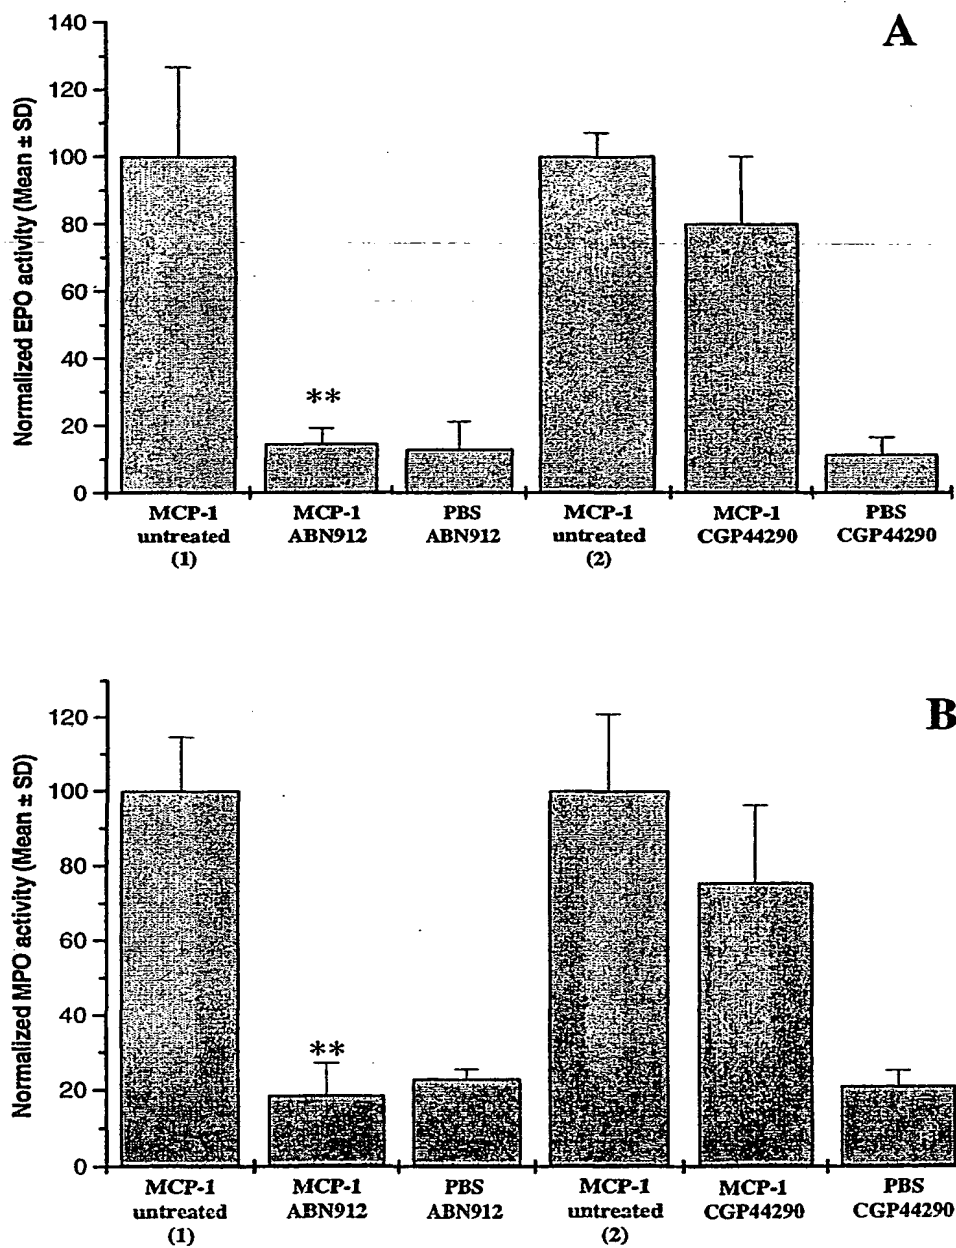 A
Normalized EPO activity (Mean ± SD)
140
120
100
80
60
40
20
0
MCP-1
untreated
(1)
MCP-1
ABN912
PBS
ABN912
MCP-1
untreated
(2)
MCP-1
CGP44290
PBS
CGP44290
**
B
Normalized MPO activity (Mean ± SD)
120
100
80
60
40
20
0
**
MCP-1
untreated
(1)
MCP-1
ABN912
PBS
ABN912
MCP-1
untreated
(2)
MCP-1
CGP44290
PBS
CGP44290